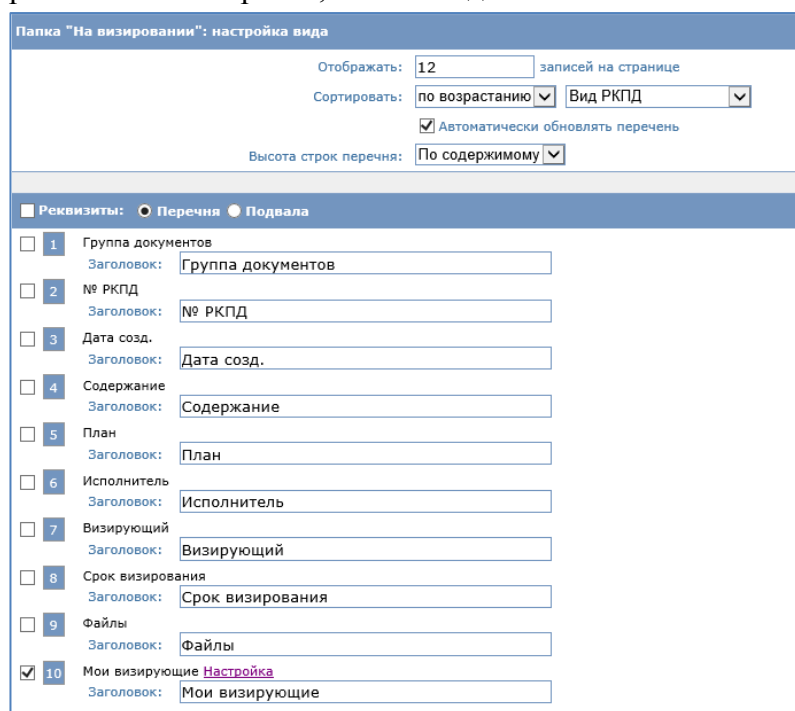 Папка "На визировании": настройка вида
Отображать: 12 записей на странице
Сортировать: по возрастанию Вид РКПД
Автоматически обновлять перечень
Высота строк перечня: По содержимому
Реквизиты: Перечня Подвала
1 Группа документов
Заголовок: Группа документов
2 № РКПД
Заголовок: № РКПД
3 Дата созд.
Заголовок: Дата созд.
4 Содержание
Заголовок: Содержание
5 План
Заголовок: План
6 Исполнитель
Заголовок: Исполнитель
7 Визирующий
Заголовок: Визирующий
8 Срок визирования
Заголовок: Срок визирования
9 Файлы
Заголовок: Файлы
10 Мои визирующие Настройка
Заголовок: Мои визирующие